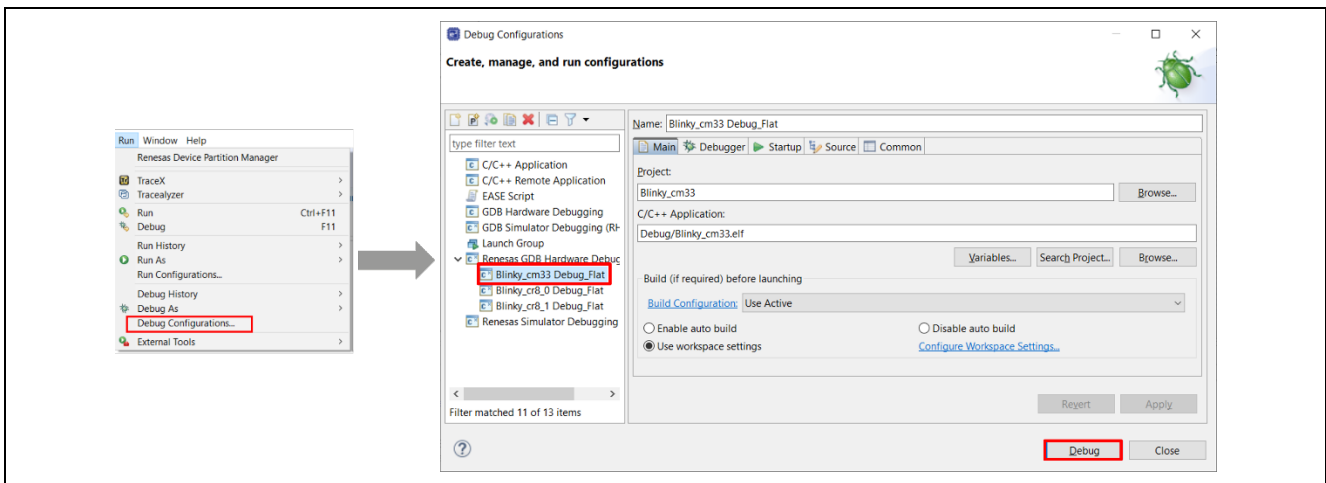 Run Window Help
Renesas Device Partition Manager
TraceX
Tracealyzer
Run Ctrl+F11
Debug F11
Run History
Run As
Run Configurations...
Debug History
Debug As
Debug Configurations...
External Tools
Debug Configurations
Create, manage, and run configurations
type filter text
C/C++ Application
C/C++ Remote Application
EASE Script
GDB Hardware Debugging
GDB Simulator Debugging (RH
Launch Group
Renesas GDB Hardware Debug
Blinky_cm33 Debug_Flat
Blinky_cr8_0 Debug_Flat
Blinky_cr8_1 Debug_Flat
Renesas Simulator Debugging
Filter matched 11 of 13 items
Name: Blinky_cm33 Debug_Flat
Main Debugger Startup Source Common
Project:
Blinky_cm33 Browse...
C/C++ Application:
Debug/Blinky_cm33.elf
Variables... Search Project... Browse...
Build (if required) before launching
Build Configuration: Use Active
Enable auto build Disable auto build
Use workspace settings Configure Workspace Settings...
Revert Apply
Debug Close